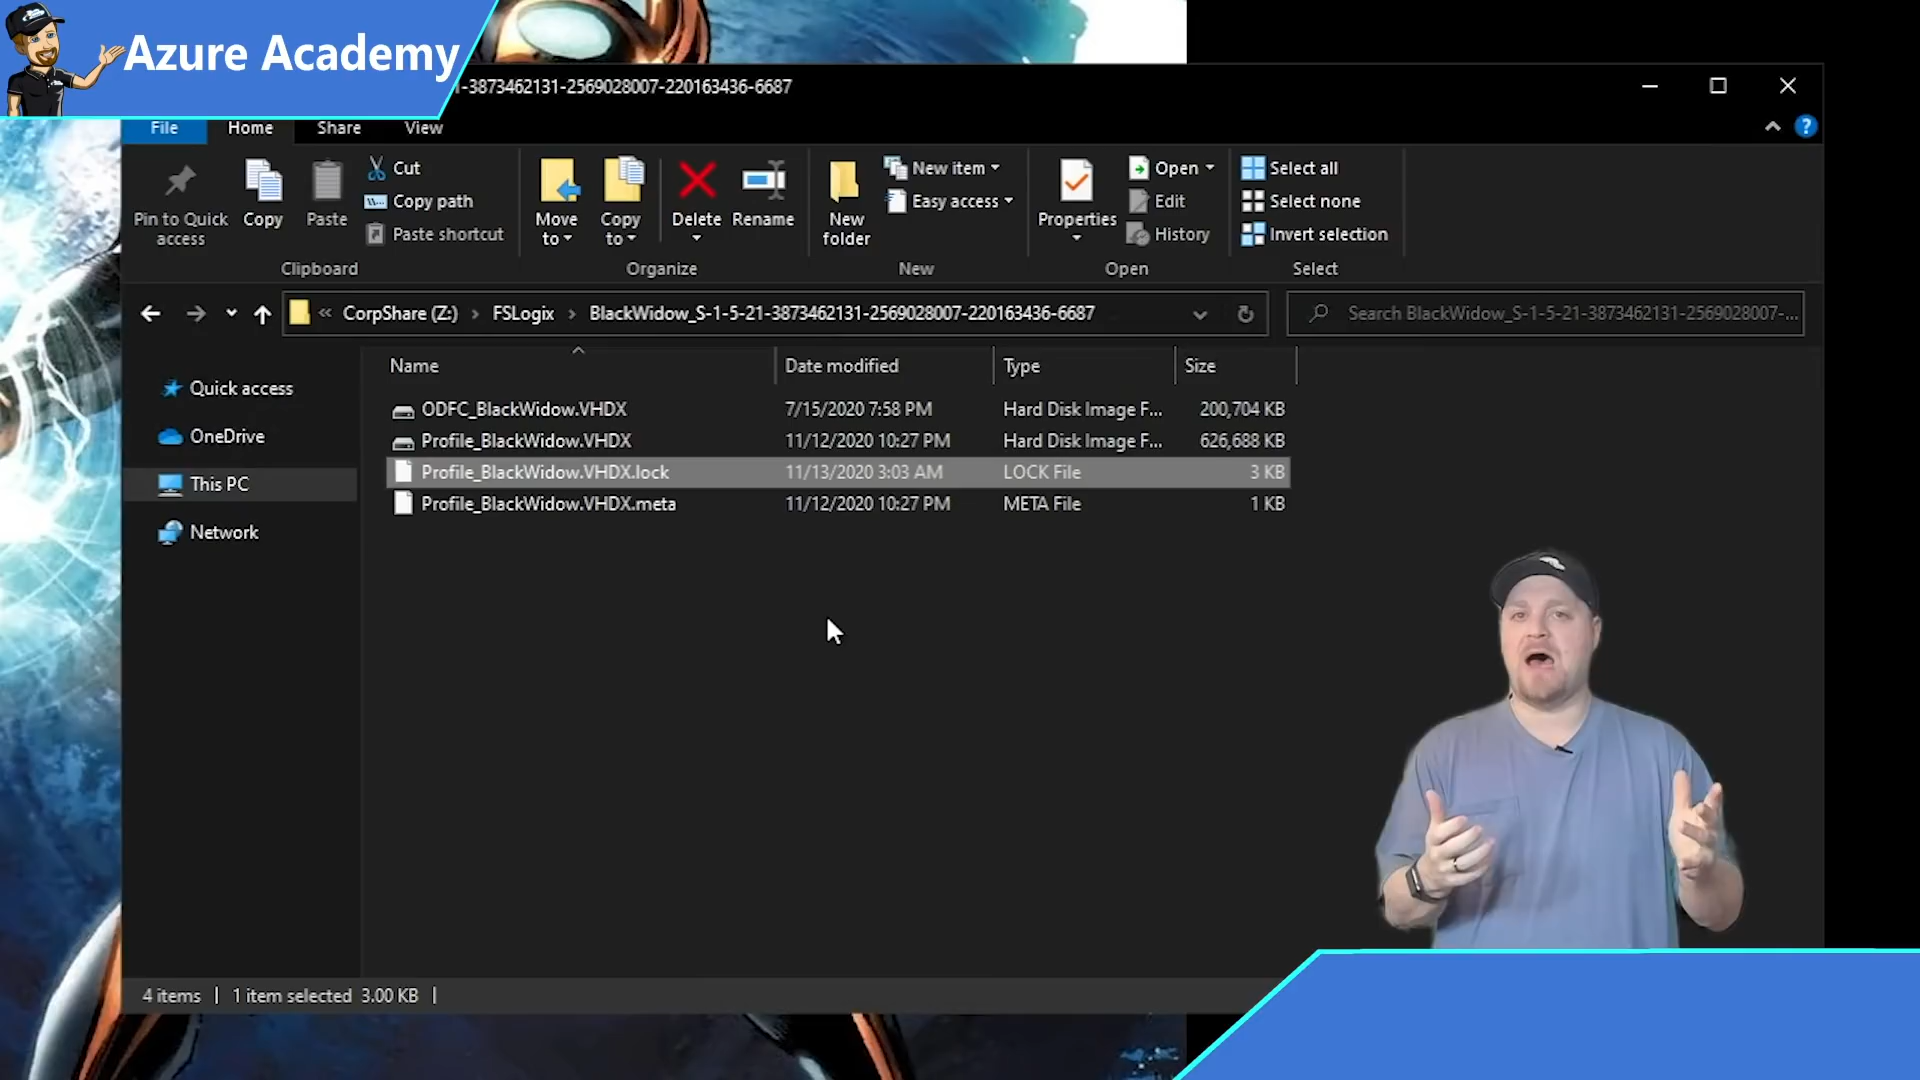 Azure Academy
1-3873462131-2569028007-220163436-6687
File Home Share View
Pin to Quick access
Copy
Paste
Cut
Copy path
Paste shortcut
Clipboard
Move to
Copy to
Delete
Rename
Organize
New folder
New item
Easy access
New
Properties
Open
Edit
History
Open
Select all
Select none
Invert selection
Select
« CorpShare (Z:) › FSLogix › BlackWidow_S-1-5-21-3873462131-2569028007-220163436-6687
Search BlackWidow_S-1-5-21-3873462131-2569028007-...
Quick access
OneDrive
This PC
Network
Name Date modified Type Size
ODFC_BlackWidow.VHDX 7/15/2020 7:58 PM Hard Disk Image F... 200,704 KB
Profile_BlackWidow.VHDX 11/12/2020 10:27 PM Hard Disk Image F... 626,688 KB
Profile_BlackWidow.VHDX.lock 11/13/2020 3:03 AM LOCK File 3 KB
Profile_BlackWidow.VHDX.meta 11/12/2020 10:27 PM META File 1 KB
4 items | 1 item selected 3.00 KB |